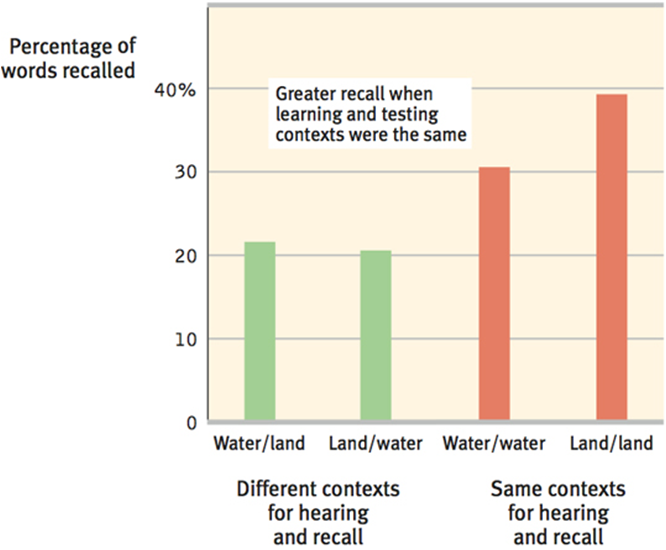 Percentage of
words recalled
40%
Greater recall when
learning and testing
contexts were the same
30
20
10
0
Water/land Land/water Water/water Land/land
Different contexts
for hearing
and recall
Same contexts
for hearing
and recall